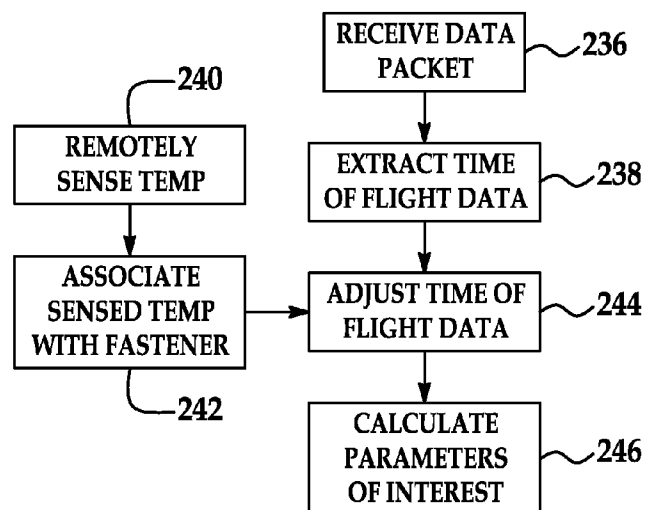 RECEIVE DATA
PACKET
236
240
REMOTELY
SENSE TEMP
EXTRACT TIME
OF FLIGHT DATA
238
ASSOCIATE
SENSED TEMP
WITH FASTENER
242
ADJUST TIME OF
FLIGHT DATA
244
CALCULATE
PARAMETERS
OF INTEREST
246